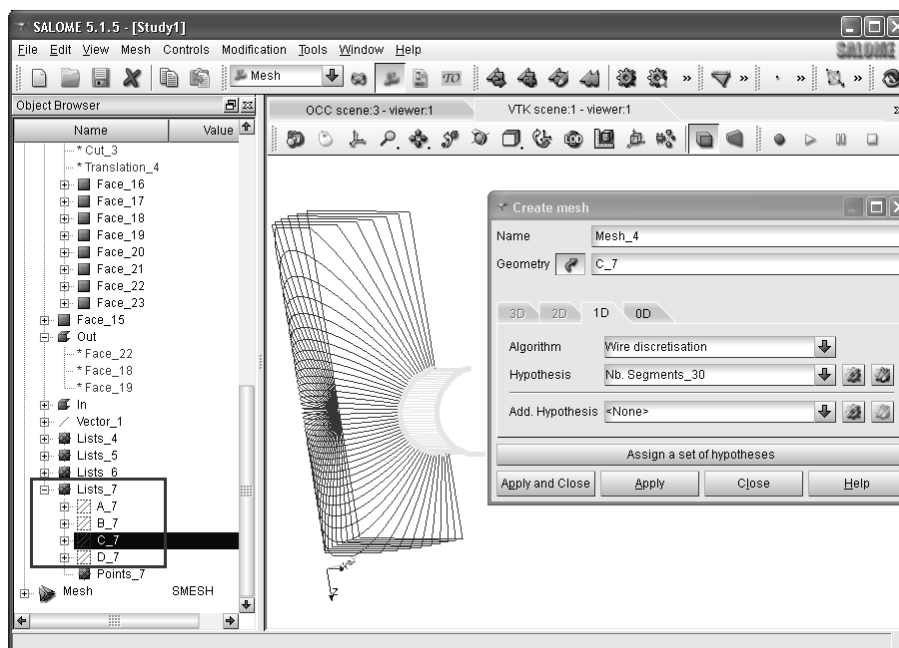 SALOME 5.1.5 - [Study1]
File Edit View Mesh Controls Modification Tools Window Help
SALOME
Mesh
TO
»
»
»
»
Object Browser
OCC scene:3 - viewer:1
VTK scene:1 - viewer:1
Name
Value
* Cut_3
* Translation_4
Face_16
Face_17
Face_18
Face_19
Face_20
Face_21
Face_22
Face_23
Face_15
Out
* Face_22
* Face_18
* Face_19
In
Vector_1
Lists_4
Lists_5
Lists_6
Lists_7
A_7
B_7
C_7
D_7
Points_7
Mesh
SMESH
Z
Create mesh
Name
Mesh_4
Geometry
C_7
3D
2D
1D
0D
Algorithm
Wire discretisation
Hypothesis
Nb. Segments_30
Add. Hypothesis
<None>
Assign a set of hypotheses
Apply and Close
Apply
Close
Help